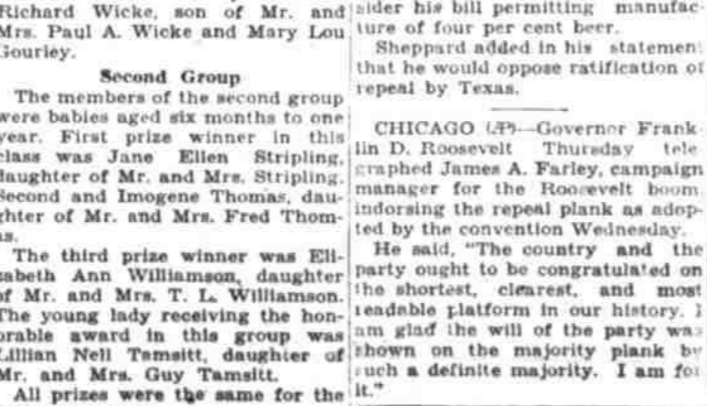 Richard Wicke, son of Mr. and
Mrs. Paul A. Wicke and Mary Lou
Gourley.
Second Group
The members of the second group
were babies aged six months to one
year. First prize winner in this
class was Jane Ellen Stripling,
daughter of Mr. and Mrs. Stripling.
Second and Imogene Thomas, dau-
ghter of Mr. and Mrs. Fred Thom-
as.
The third prize winner was Eli-
zabeth Ann Williamson, daughter
of Mr. and Mrs. T. L. Williamson.
The young lady receiving the hon-
orable award in this group was
Lillian Nell Tamsitt, daughter of
Mr. and Mrs. Guy Tamsitt.
All prizes were the same for the
sider his bill permitting manufac-
ture of four per cent beer.
Sheppard added in his statement
that he would oppose ratification of
repeal by Texas.
CHICAGO (AP)—Governor Frank-
lin D. Roosevelt Thursday tele
graphed James A. Farley, campaign
manager for the Roosevelt boom,
indorsing the repeal plank as adop-
ted by the convention Wednesday.
He said, "The country and the
party ought to be congratulated on
the shortest, clearest, and most
readable platform in our history. I
am glad the will of the party was
shown on the majority plank by
such a definite majority. I am for
it."